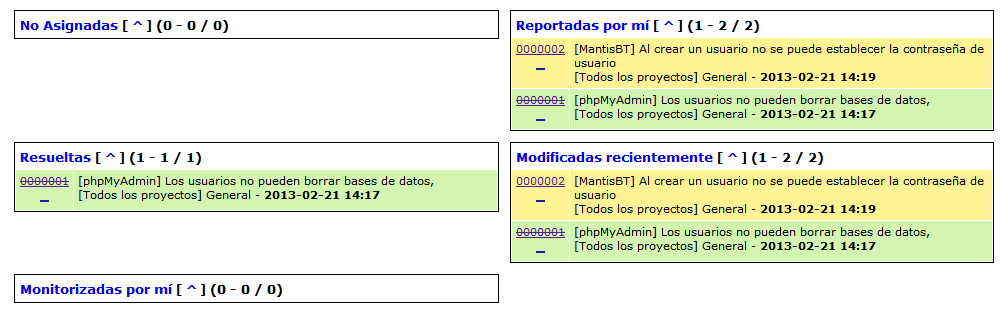 No Asignadas [ ^ ] (0 - 0 / 0)
Reportadas por mí [ ^ ] (1 - 2 / 2)
0000002 [MantisBT] Al crear un usuario no se puede establecer la contraseña de
usuario
[Todos los proyectos] General - 2013-02-21 14:19
0000001 [phpMyAdmin] Los usuarios no pueden borrar bases de datos,
[Todos los proyectos] General - 2013-02-21 14:17
Resueltas [ ^ ] (1 - 1 / 1)
0000001 [phpMyAdmin] Los usuarios no pueden borrar bases de datos,
[Todos los proyectos] General - 2013-02-21 14:17
Modificadas recientemente [ ^ ] (1 - 2 / 2)
0000002 [MantisBT] Al crear un usuario no se puede establecer la contraseña de
usuario
[Todos los proyectos] General - 2013-02-21 14:19
0000001 [phpMyAdmin] Los usuarios no pueden borrar bases de datos,
[Todos los proyectos] General - 2013-02-21 14:17
Monitorizadas por mí [ ^ ] (0 - 0 / 0)